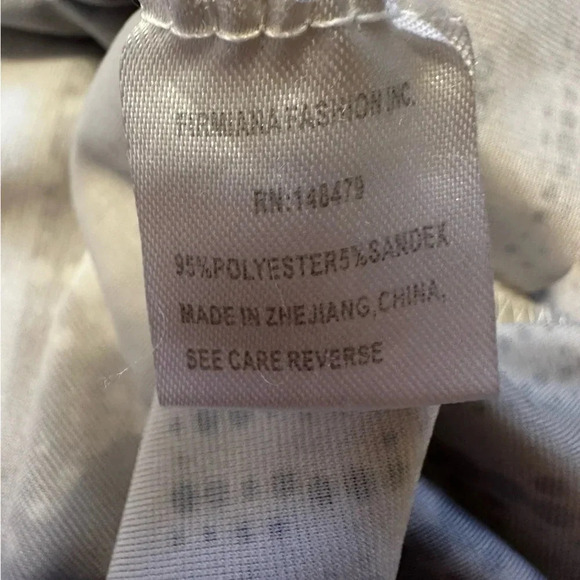 FIRMIANA FASHION INC.
RN:148479
95%POLYESTER5%SANDEX
MADE IN ZHEJIANG,CHINA,
SEE CARE REVERSE